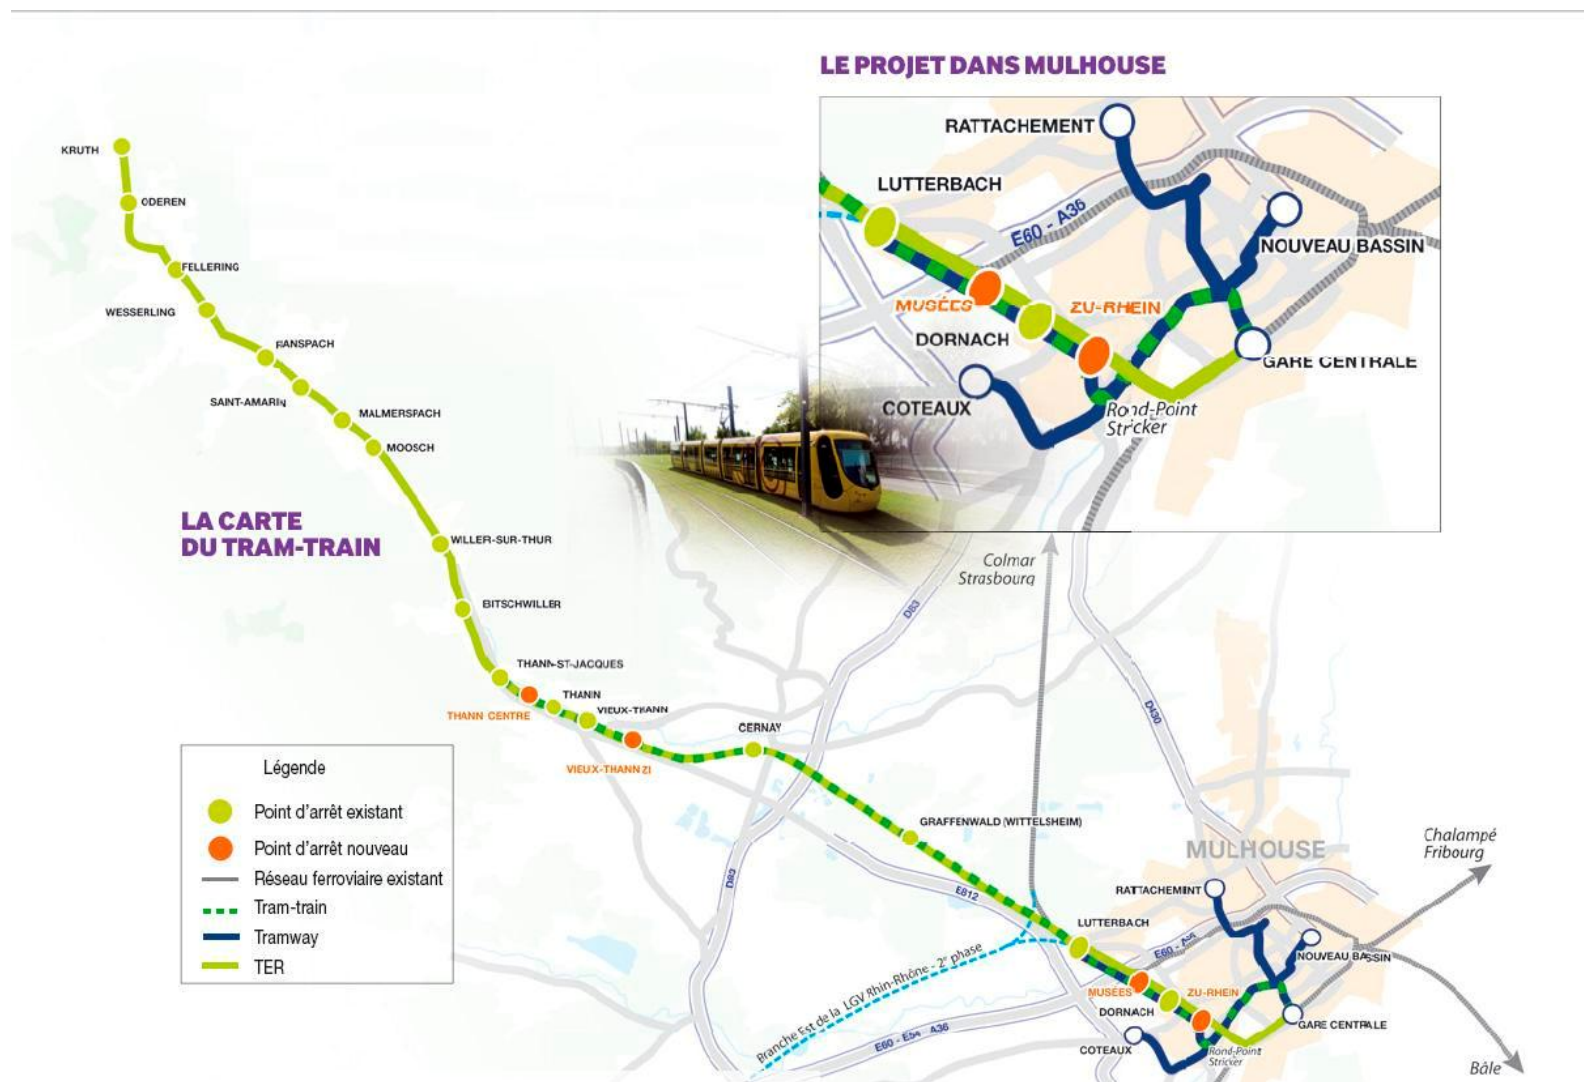 LE PROJET DANS MULHOUSE
RATTACHEMENT
LUTTERBACH
E60 - A36
NOUVEAU BASSIN
MUSÉES
ZU-RHEIN
DORNACH
GARE CENTRALE
COTEAUX
Rond-Point
Stricker
KRUTH
ODEREN
FELLERING
WESSERLING
RANSPACH
SAINT-AMARIN
MALMERSPACH
MOOSCH
LA CARTE
DU TRAM-TRAIN
WILLER-SUR-THUR
BITSCHWILLER
THANN-ST-JACQUES
THANN
THANN CENTRE
VIEUX-THANN
VIEUX-THANN ZI
CERNAY
GRAFFENWALD (WITTELSHEIM)
Colmar
Strasbourg
D83
D430
D83
E812
Légende
Point d'arrêt existant
Point d'arrêt nouveau
Réseau ferroviaire existant
Tram-train
Tramway
TER
MULHOUSE
Chalampé
Fribourg
RATTACHEMENT
LUTTERBACH
E60 - A36
NOUVEAU BASSIN
MUSÉES
ZU-RHEIN
DORNACH
GARE CENTRALE
COTEAUX
Rond-Point
Stricker
Bâle
Branche Est de la LGV Rhin-Rhône - 2e phase
E60 - E54 A36